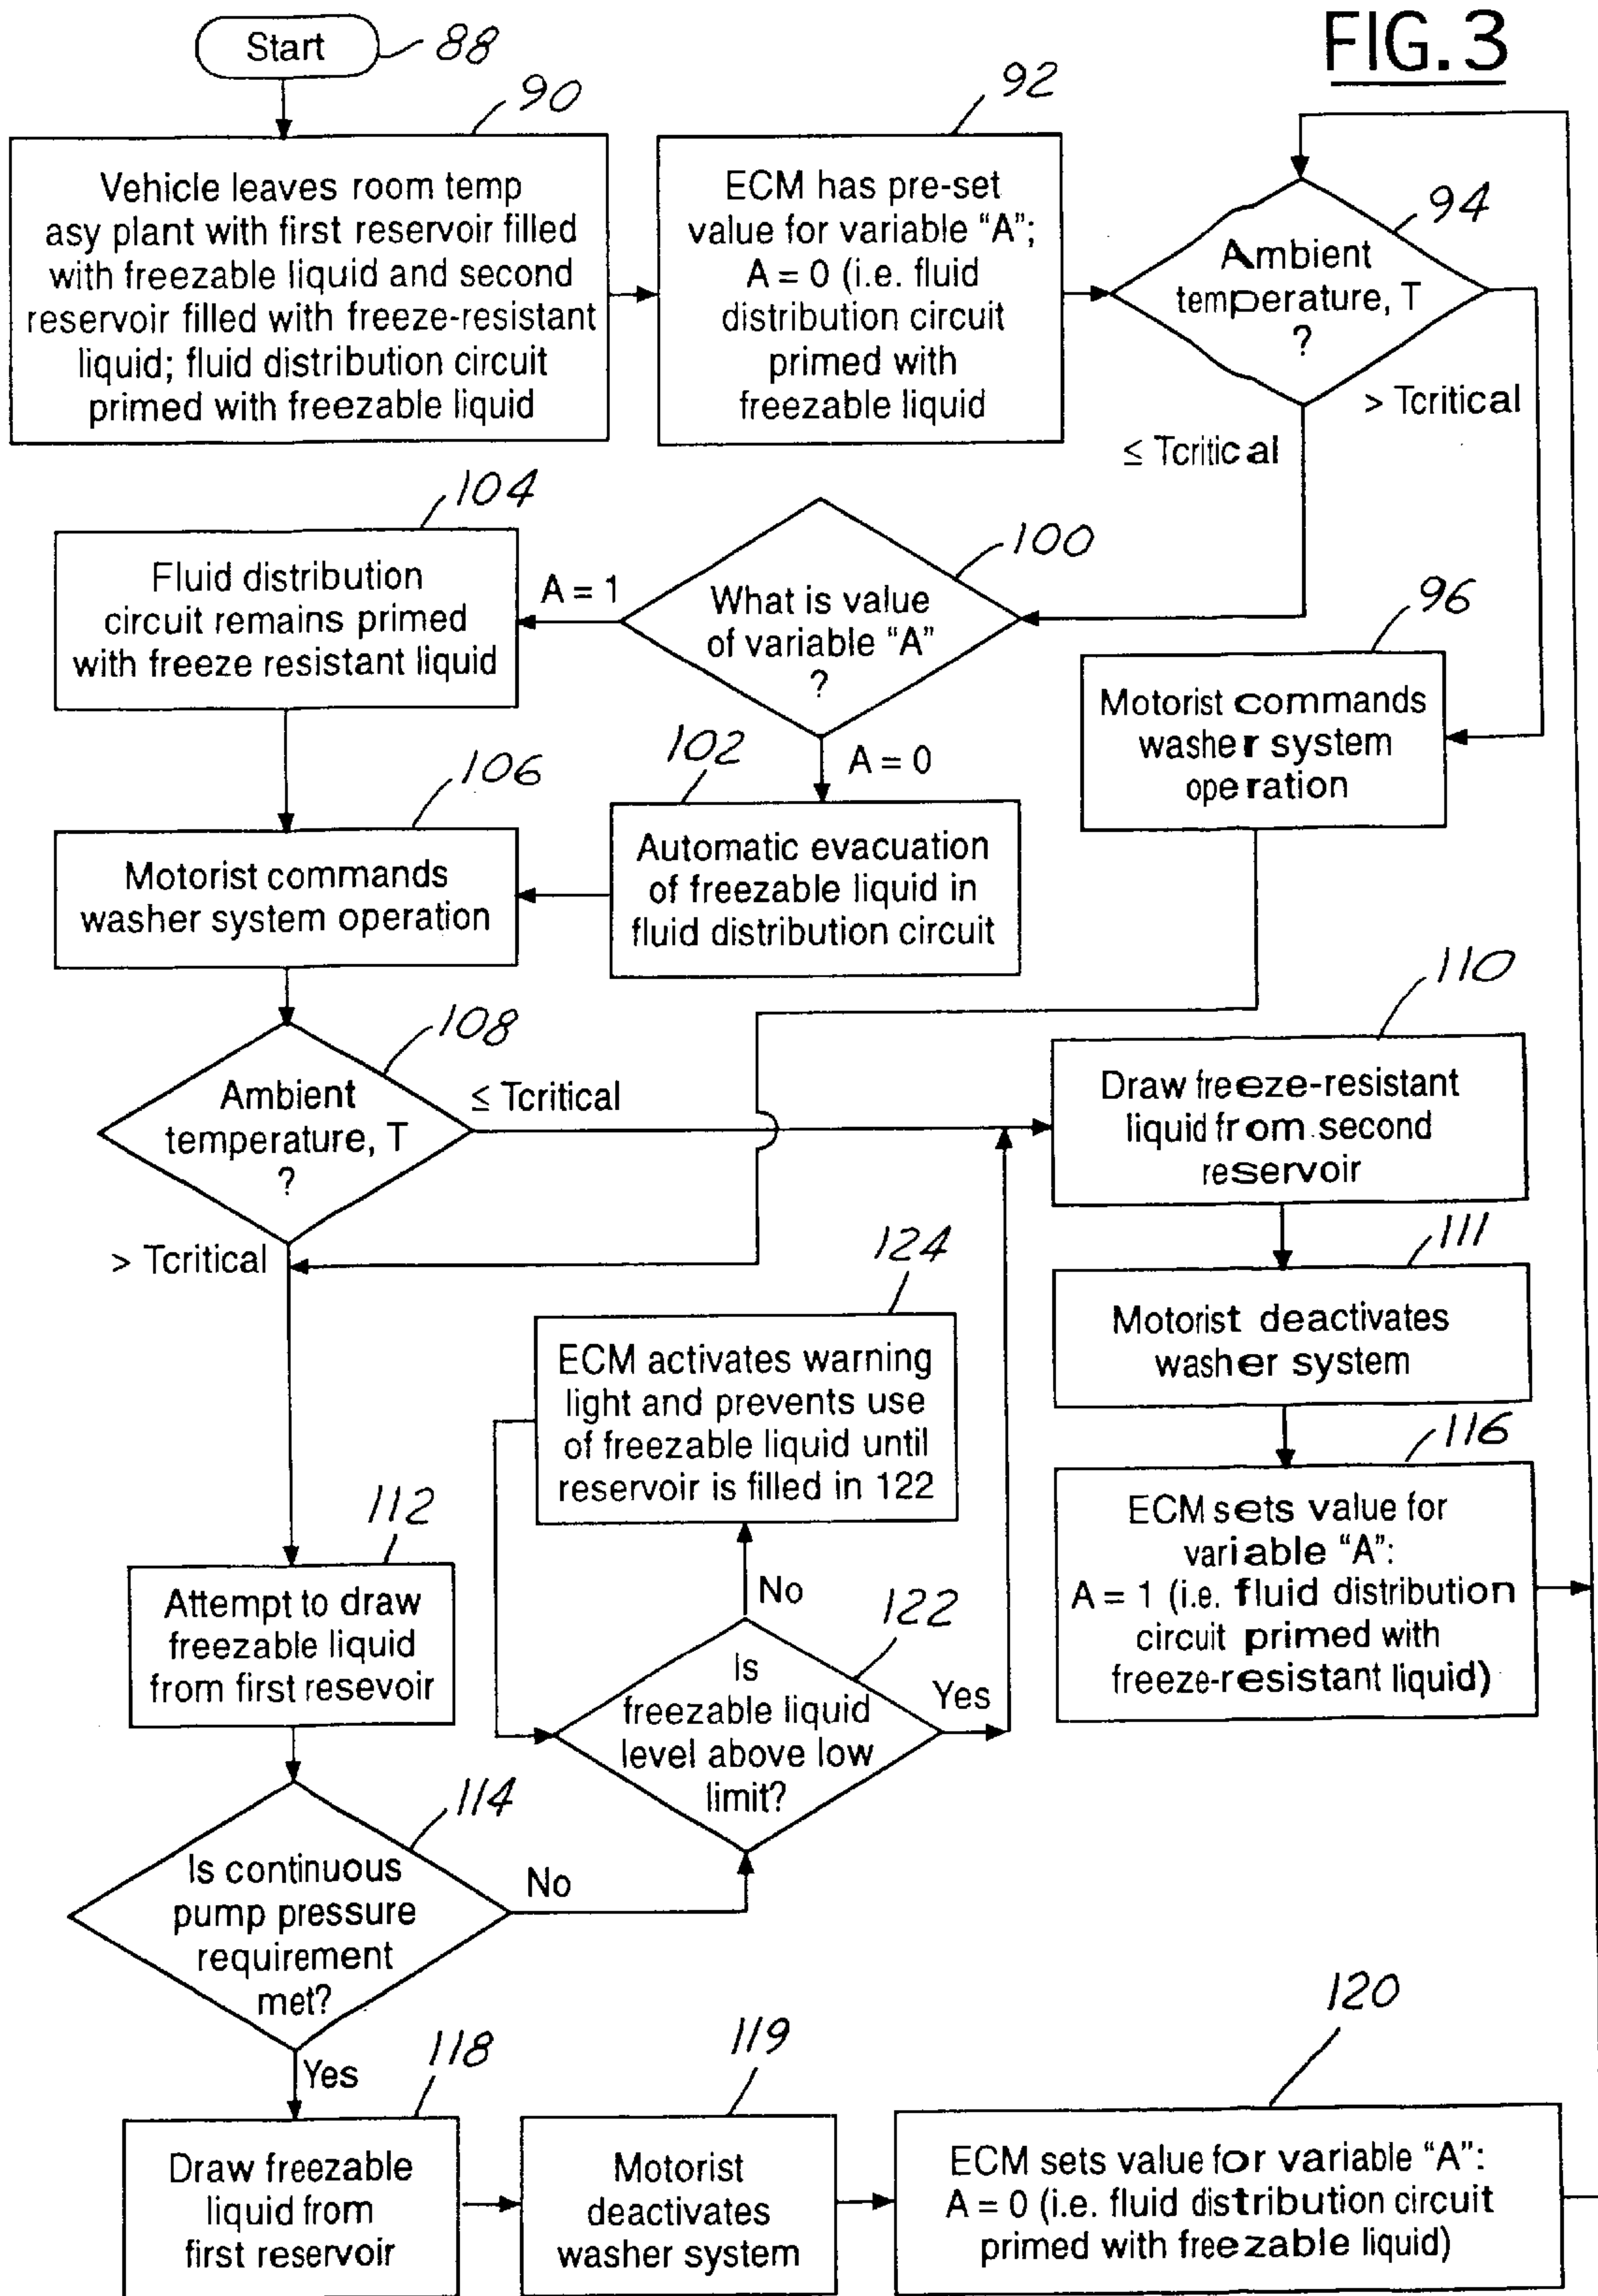 FIG. 3
Start
88
90
Vehicle leaves room temp
asy plant with first reservoir filled
with freezable liquid and second
reservoir filled with freeze-resistant
liquid; fluid distribution circuit
primed with freezable liquid
92
ECM has pre-set
value for variable “A”;
A = 0 (i.e. fluid
distribution circuit
primed with
freezable liquid
94
Ambient
temperature, T
?
> Tcritical
≤ Tcritical
104
Fluid distribution
circuit remains primed
with freeze resistant liquid
A = 1
100
What is value
of variable “A”
?
96
Motorist commands
washer system
operation
106
Motorist commands
washer system operation
102
A = 0
Automatic evacuation
of freezable liquid in
fluid distribution circuit
108
Ambient
temperature, T
?
≤ Tcritical
> Tcritical
110
Draw freeze-resistant
liquid from second
reservoir
111
Motorist deactivates
washer system
124
ECM activates warning
light and prevents use
of freezable liquid until
reservoir is filled in 122
116
ECM sets value for
variable “A”:
A = 1 (i.e. fluid distribution
circuit primed with
freeze-resistant liquid)
112
Attempt to draw
freezable liquid
from first resevoir
No
122
Is
freezable liquid
level above low
limit?
Yes
114
Is continuous
pump pressure
requirement
met?
No
Yes
118
Draw freezable
liquid from
first reservoir
119
Motorist
deactivates
washer system
120
ECM sets value for variable “A”:
A = 0 (i.e. fluid distribution circuit
primed with freezable liquid)